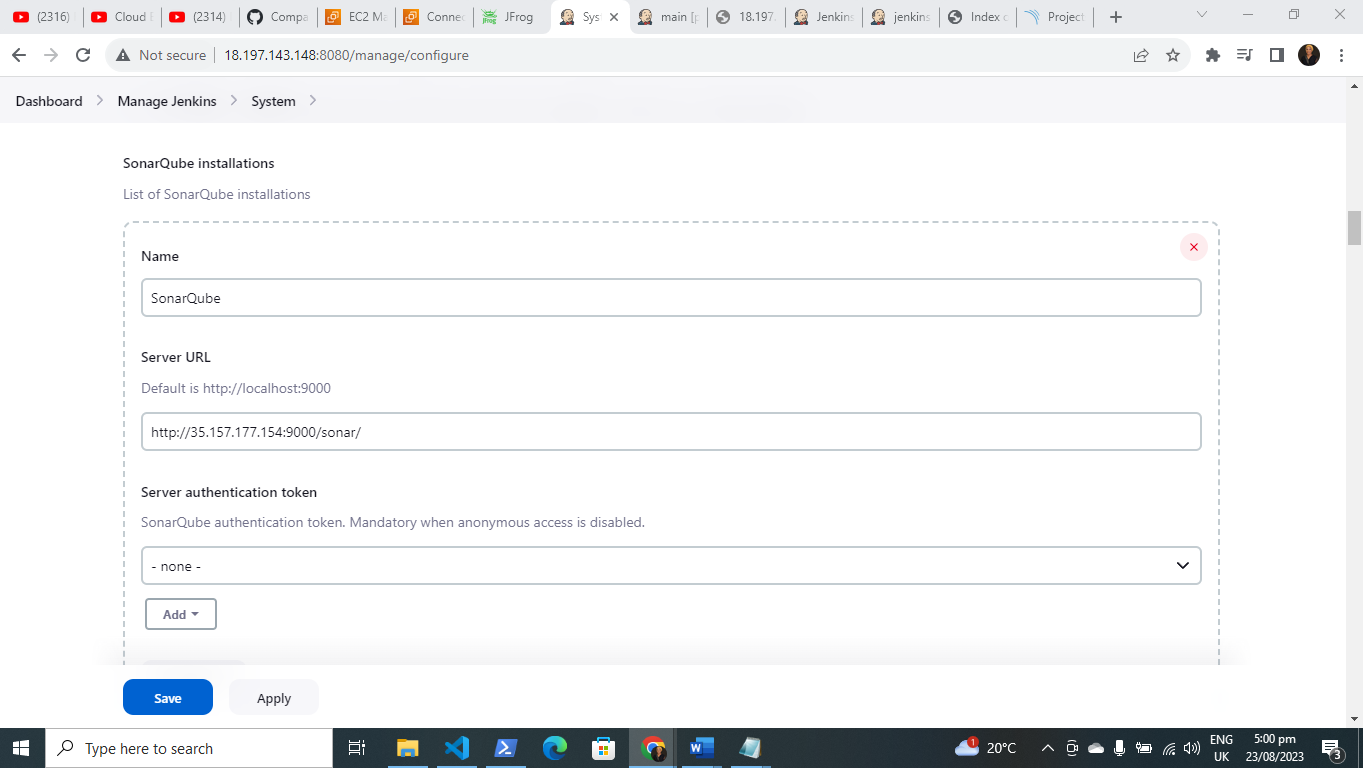 (2316)
Cloud E
(2314)
Compa
EC2 Ma
Connec
JFrog
Sys
main [p
18.197.
Jenkins
jenkins
Index o
Project
Not secure
18.197.143.148:8080/manage/configure
Dashboard
Manage Jenkins
System
SonarQube installations
List of SonarQube installations
Name
SonarQube
Server URL
Default is http://localhost:9000
http://35.157.177.154:9000/sonar/
Server authentication token
SonarQube authentication token. Mandatory when anonymous access is disabled.
- none -
Add
Save
Apply
Type here to search
1
20°C
ENG
UK
5:00 pm
23/08/2023
3